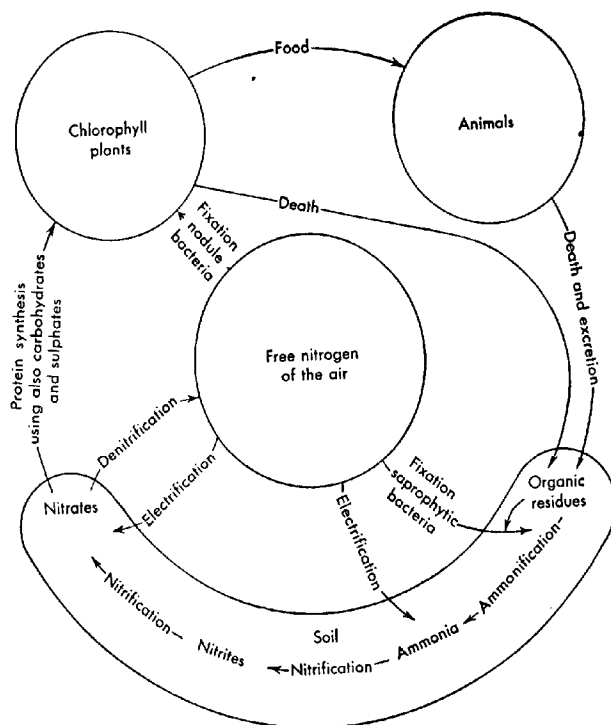 Food
Chlorophyll
plants
Animals
Death
Fixation
nodule
bacteria
Death and excretion
Protein synthesis
using also carbohydrates
and sulphates
Free nitrogen
of the air
Denitrification
Electrification
Fixation
saprophytic
bacteria
Electrification
Organic
residues
Nitrates
Ammonification
Nitrification
Soil
Nitrites
Nitrification
Ammonia